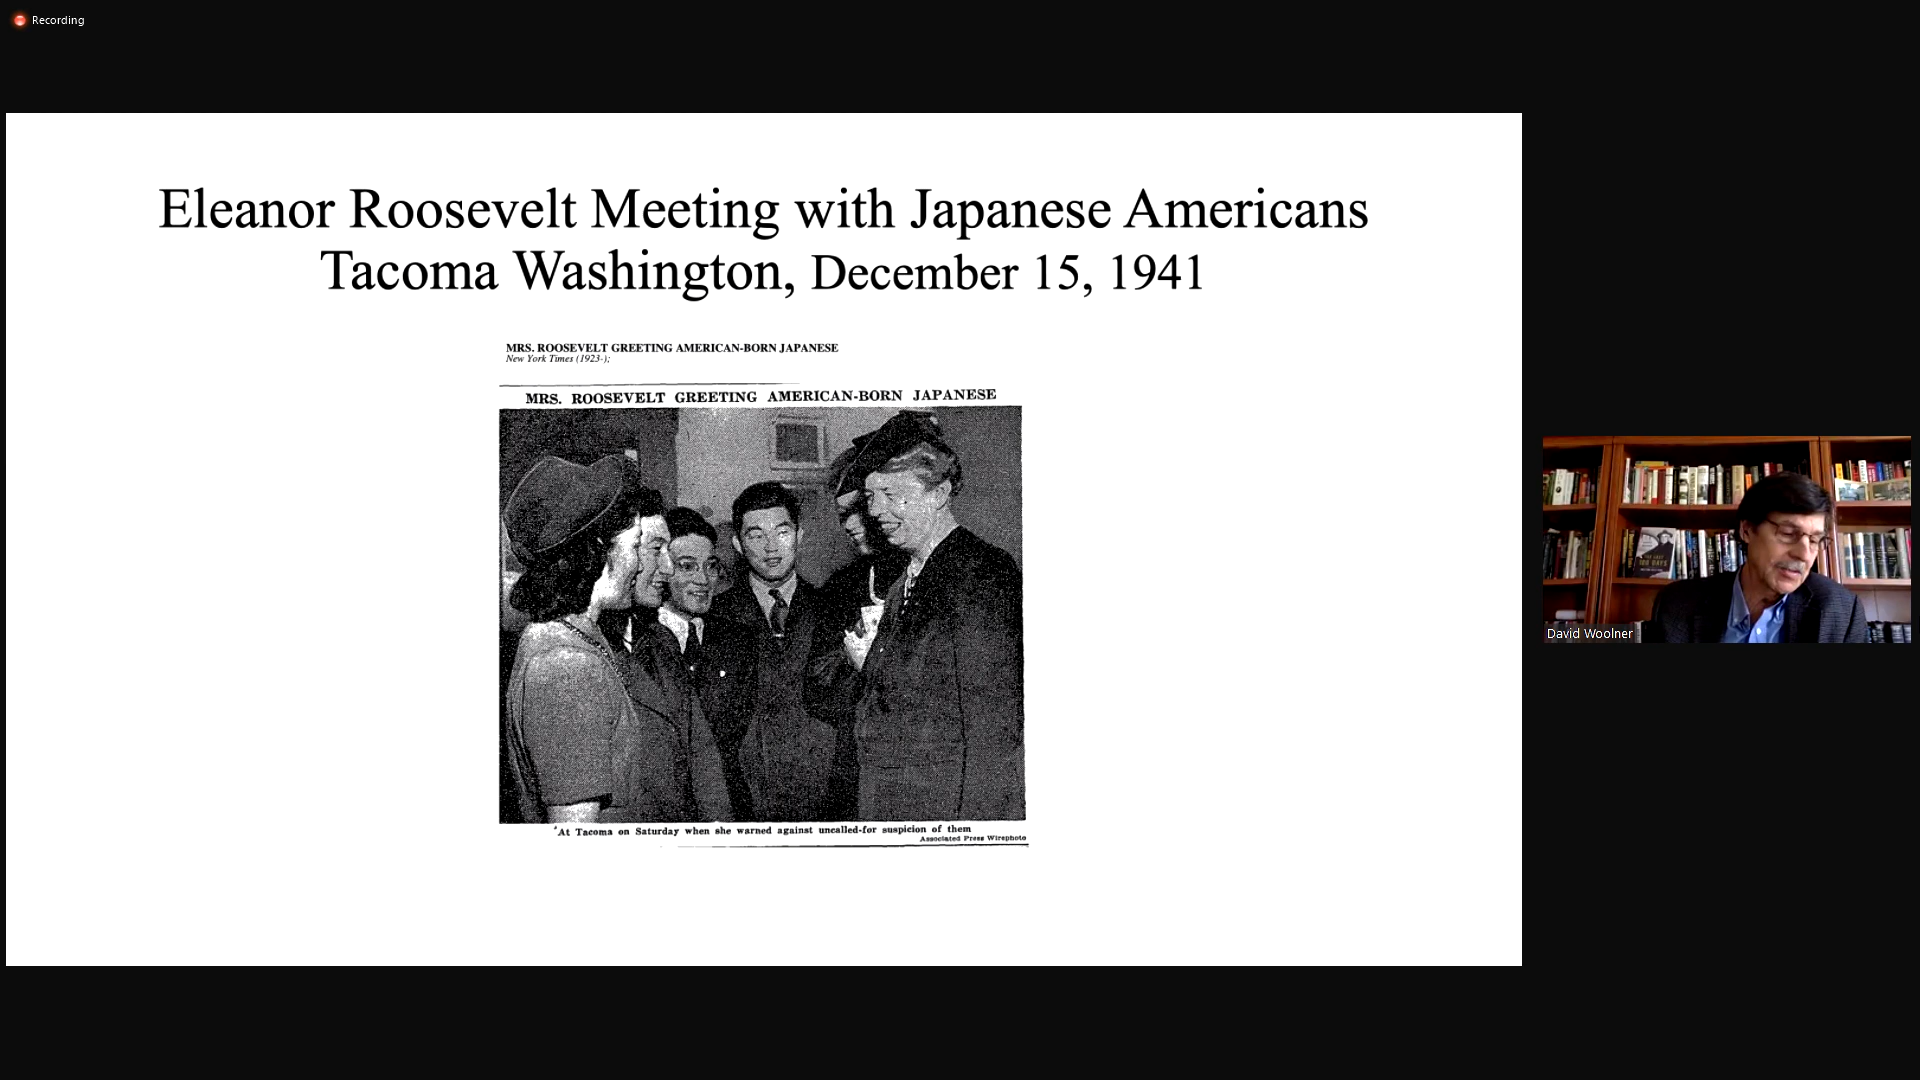 Recording
Eleanor Roosevelt Meeting with Japanese Americans
Tacoma Washington, December 15, 1941
MRS. ROOSEVELT GREETING AMERICAN-BORN JAPANESE
New York Times (1923-);
MRS. ROOSEVELT GREETING AMERICAN-BORN JAPANESE
At Tacoma on Saturday when she warned against uncalled-for suspicion of them
Associated Press Wirephoto
100 DAYS
David Woolner